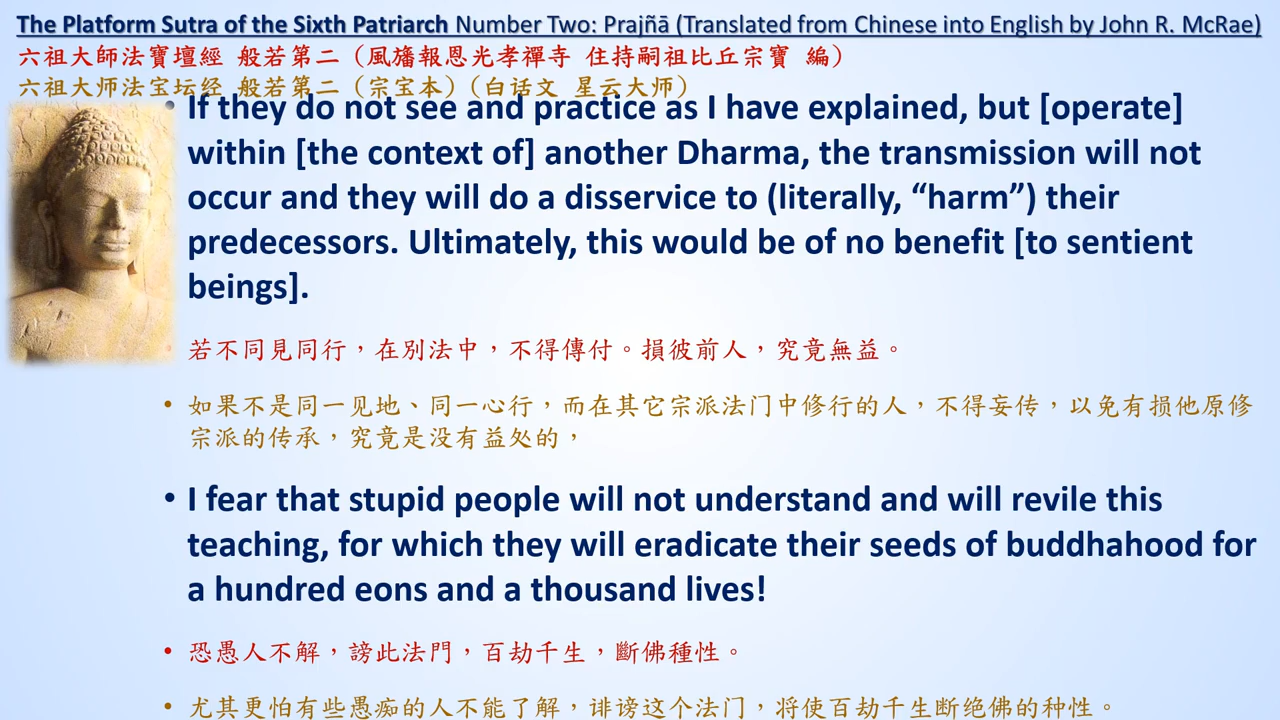 The Platform Sutra of the Sixth Patriarch Number Two: Prajñā (Translated from Chinese into English by John R. McRae)
六祖大師法寶壇經 般若第二（風旛報恩光孝禪寺 住持嗣祖比丘宗寶 編）
六祖大师法宝坛经 般若第二（宗宝本）（白话文 星云大师）
• If they do not see and practice as I have explained, but [operate]
within [the context of] another Dharma, the transmission will not
occur and they will do a disservice to (literally, “harm”) their
predecessors. Ultimately, this would be of no benefit [to sentient
beings].
• 若不同見同行，在別法中，不得傳付。損彼前人，究竟無益。
• 如果不是同一见地、同一心行，而在其它宗派法门中修行的人，不得妄传，以免有损他原修
宗派的传承，究竟是没有益处的，
• I fear that stupid people will not understand and will revile this
teaching, for which they will eradicate their seeds of buddhahood for
a hundred eons and a thousand lives!
• 恐愚人不解，謗此法門，百劫千生，斷佛種性。
• 尤其更怕有些愚痴的人不能了解，诽谤这个法门，将使百劫千生断绝佛的种性。